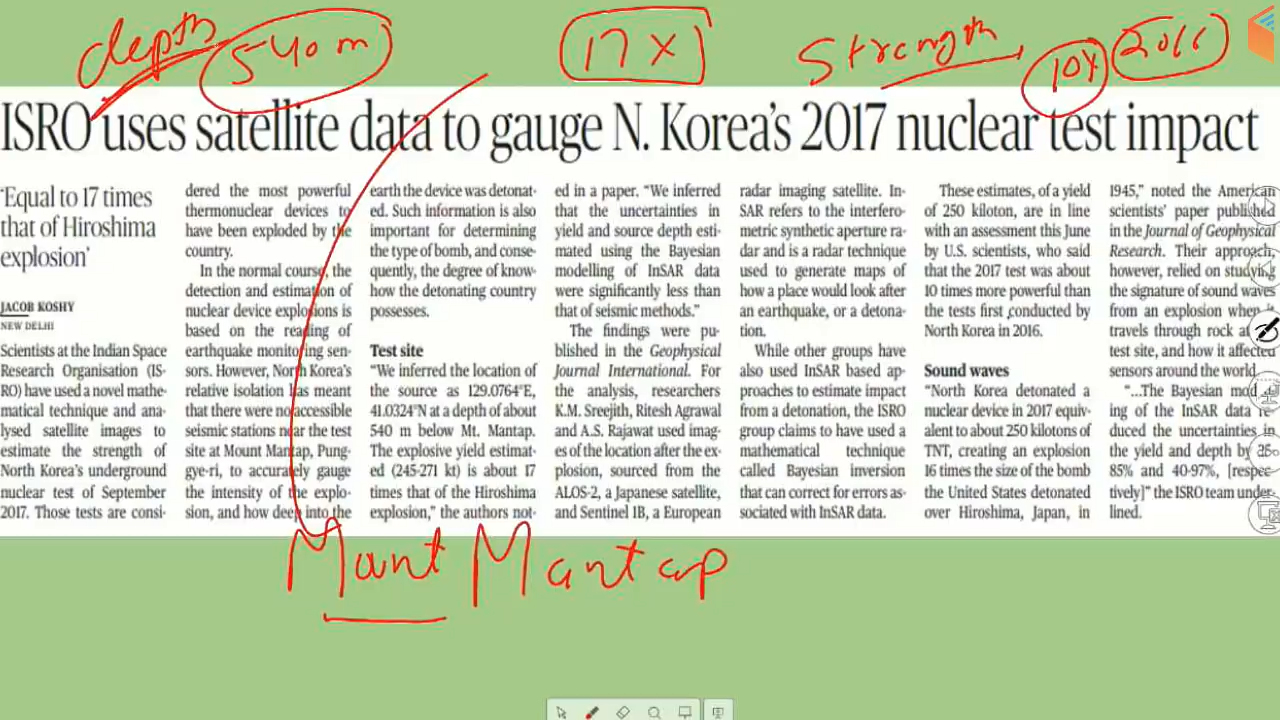 depth 540 m 17 X Strength 10X 2016
ISRO uses satellite data to gauge N. Korea's 2017 nuclear test impact
'Equal to 17 times
that of Hiroshima
explosion'
JACOB KOSHY
NEW DELHI
Scientists at the Indian Space
Research Organisation (IS-
RO) have used a novel mathe-
matical technique and ana-
lysed satellite images to
estimate the strength of
North Korea's underground
nuclear test of September
2017. Those tests are consi-
dered the most powerful
thermonuclear devices to
have been exploded by the
country.
In the normal course, the
detection and estimation of
nuclear device explosions is
based on the reading of
earthquake monitoring sen-
sors. However, North Korea's
relative isolation has meant
that there were no accessible
seismic stations near the test
site at Mount Mantap, Pung-
gye-ri, to accurately gauge
the intensity of the explo-
sion, and how deep into the
earth the device was detonat-
ed. Such information is also
important for determining
the type of bomb, and conse-
quently, the degree of know-
how the detonating country
possesses.
Test site
"We inferred the location of
the source as 129.0764°E,
41.0324°N at a depth of about
540 m below Mt. Mantap.
The explosive yield estimat-
ed (245-271 kt) is about 17
times that of the Hiroshima
explosion," the authors not-
ed in a paper. "We inferred
that the uncertainties in
yield and source depth esti-
mated using the Bayesian
modelling of InSAR data
were significantly less than
that of seismic methods."
The findings were pu-
blished in the Geophysical
Journal International. For
the analysis, researchers
K.M. Sreejith, Ritesh Agrawal
and A.S. Rajawat used imag-
es of the location after the ex-
plosion, sourced from the
ALOS-2, a Japanese satellite,
and Sentinel 1B, a European
radar imaging satellite. In-
SAR refers to the interfero-
metric synthetic aperture ra-
dar and is a radar technique
used to generate maps of
how a place would look after
an earthquake, or a detona-
tion.
While other groups have
also used InSAR based ap-
proaches to estimate impact
from a detonation, the ISRO
group claims to have used a
mathematical technique
called Bayesian inversion
that can correct for errors as-
sociated with InSAR data.
These estimates, of a yield
of 250 kiloton, are in line
with an assessment this June
by U.S. scientists, who said
that the 2017 test was about
10 times more powerful than
the tests first conducted by
North Korea in 2016.
Sound waves
"North Korea detonated a
nuclear device in 2017 equiv-
alent to about 250 kilotons of
TNT, creating an explosion
16 times the size of the bomb
the United States detonated
over Hiroshima, Japan, in
1945," noted the American
scientists' paper published
in the Journal of Geophysical
Research. Their approach,
however, relied on studying
the signature of sound waves
from an explosion when it
travels through rock at
test site, and how it affected
sensors around the world.
"...The Bayesian mod
ing of the InSAR data re-
duced the uncertainties in
the yield and depth by 25-
85% and 40-97%, [respec-
tively]" the ISRO team under-
lined.
Mount Mantap